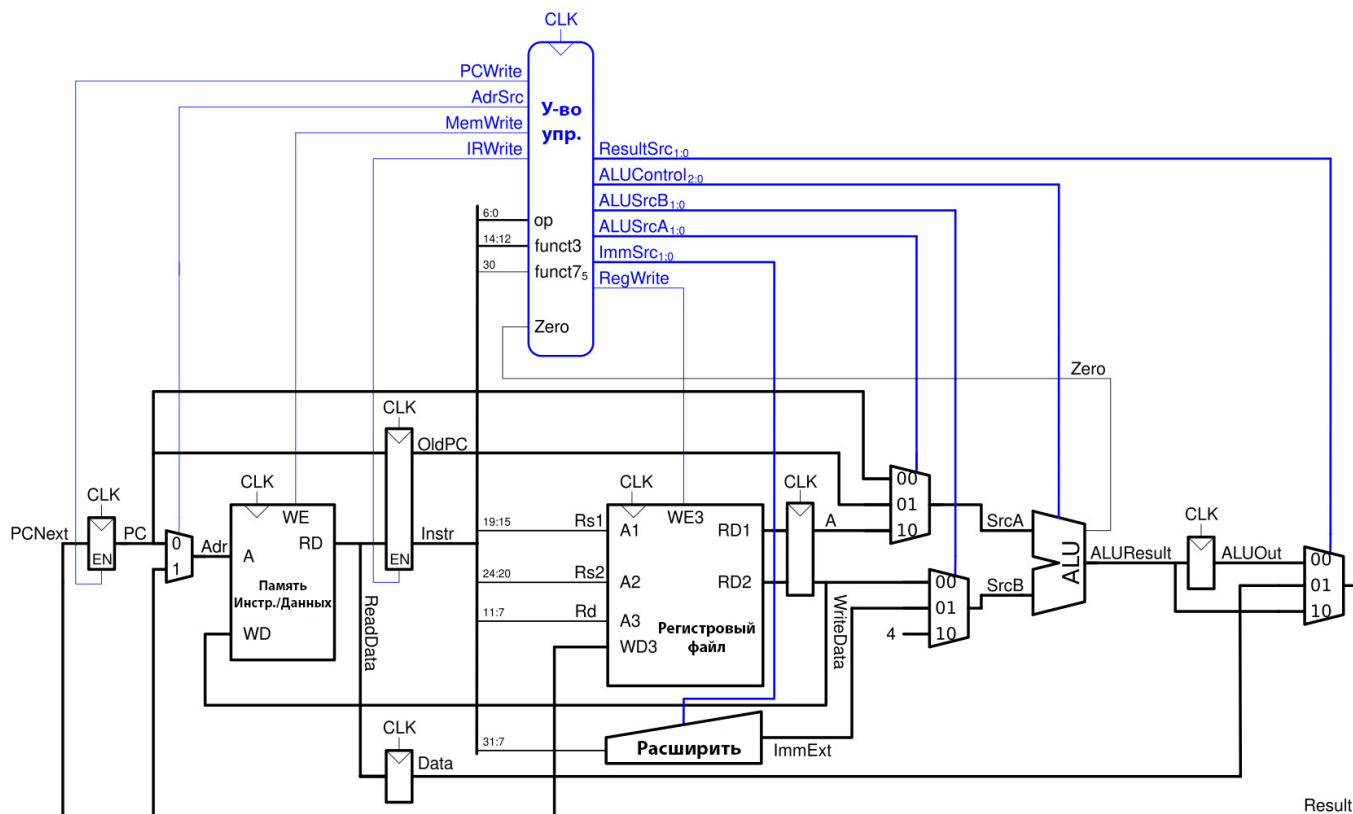 CLK
PCWrite
AdrSrc
MemWrite
IRWrite
У-во
упр.
ResultSrc1:0
ALUControl2:0
ALUSrcB1:0
ALUSrcA1:0
ImmSrc1:0
RegWrite
6:0
op
14:12
funct3
30
funct75
Zero
Zero
CLK
OldPC
CLK
PCNext
PC
EN
0
1
Adr
CLK
WE
RD
A
Память
Инстр./Данных
WD
ReadData
EN
Instr
19:15
Rs1
24:20
Rs2
11:7
Rd
CLK
WE3
A1
RD1
A2
RD2
A3
WD3
Регистровый
файл
CLK
A
WriteData
00
01
10
SrcA
00
01
10
4
SrcB
ALU
ALUResult
CLK
ALUOut
00
01
10
31:7
Расширить
ImmExt
CLK
Data
Result